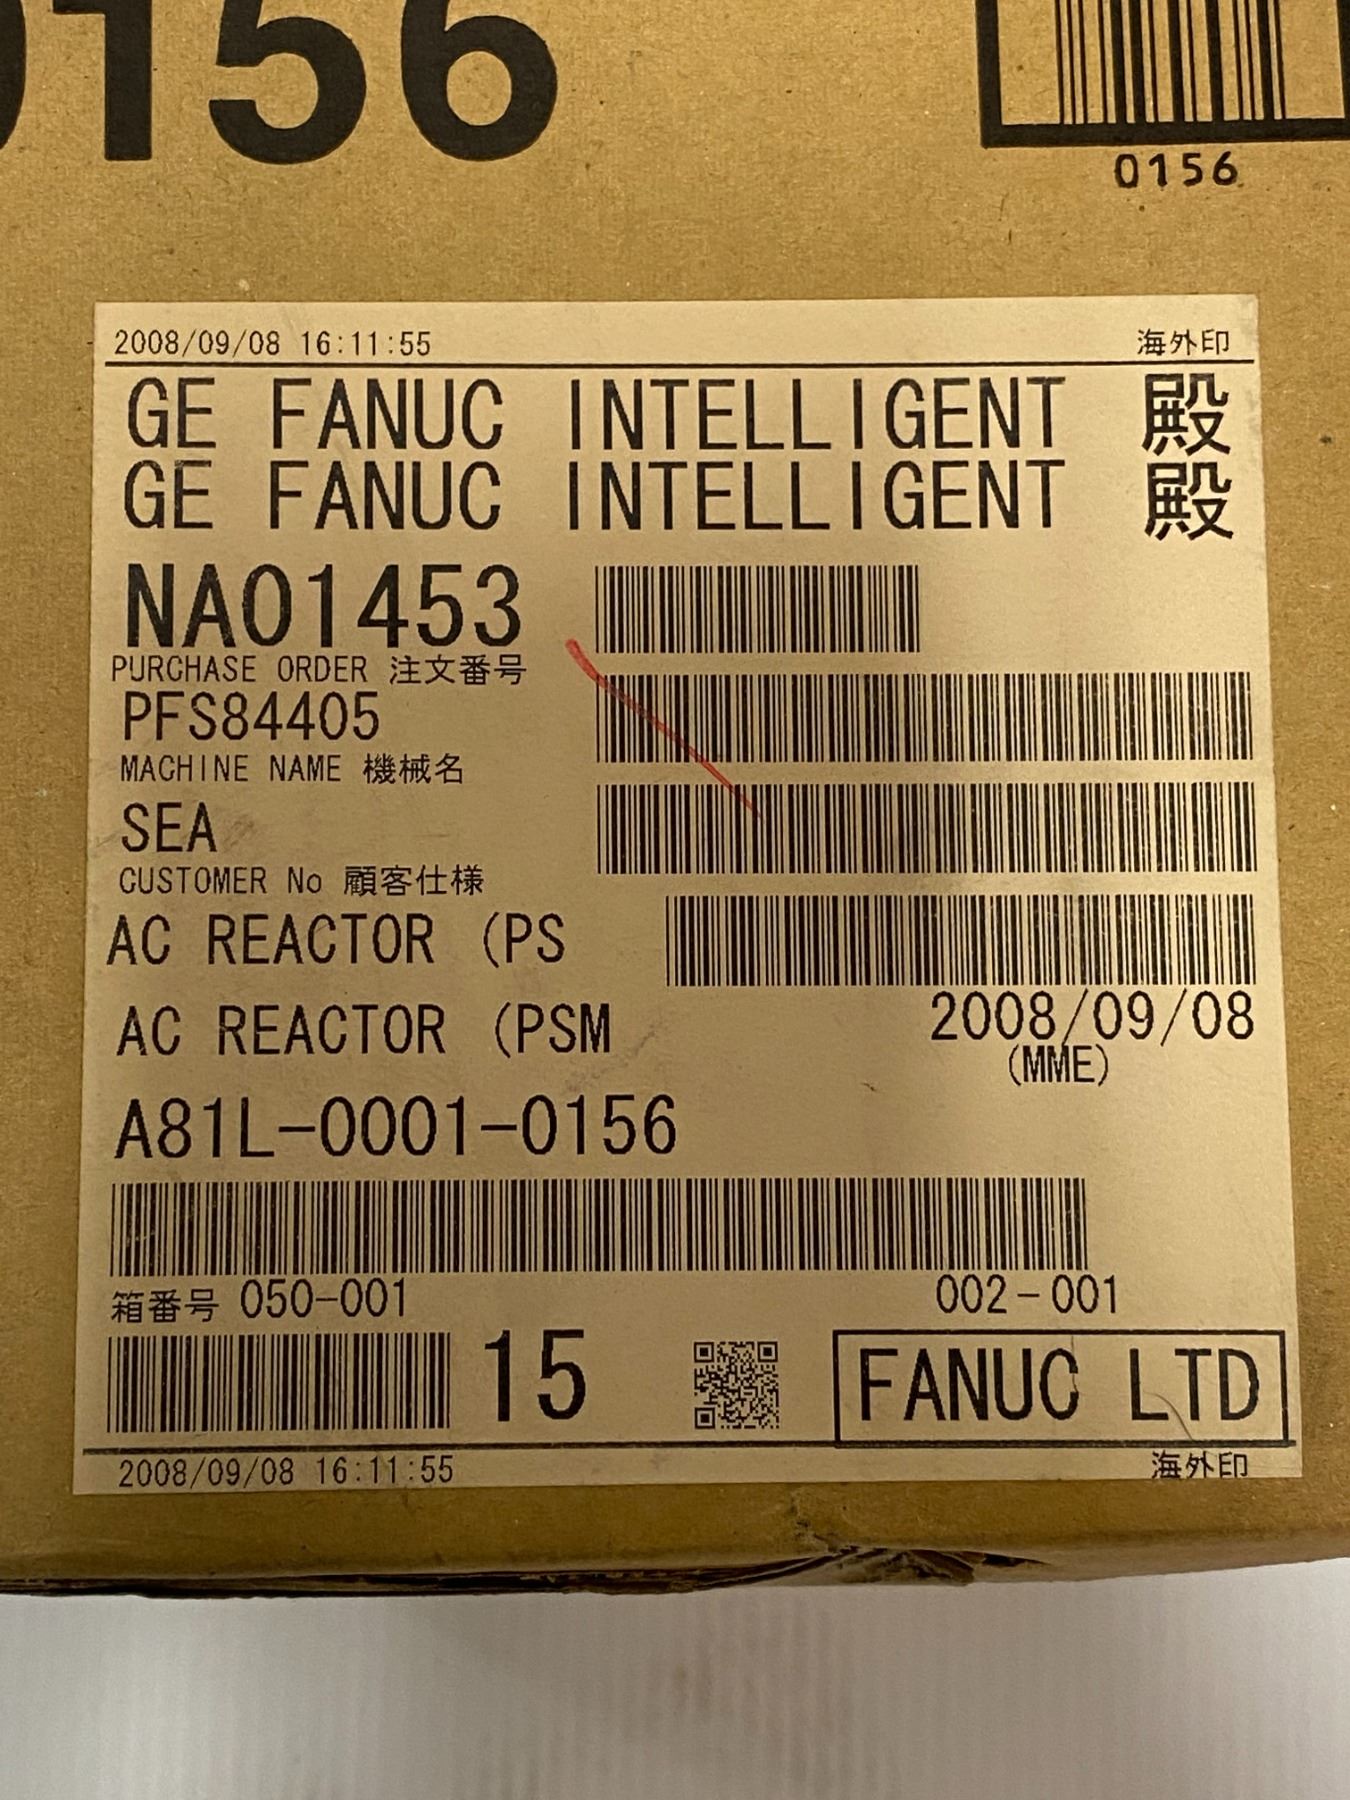 0156
0156
2008/09/08 16:11:55 海外印
GE FANUC INTELLIGENT 殿
GE FANUC INTELLIGENT 殿
NA01453
PURCHASE ORDER 注文番号
PFS84405
MACHINE NAME 機械名
SEA
CUSTOMER No 顧客仕様
AC REACTOR (PS
AC REACTOR (PSM
2008/09/08
(MME)
A81L-0001-0156
箱番号 050-001 002-001
15
FANUC LTD
2008/09/08 16:11:55 海外印